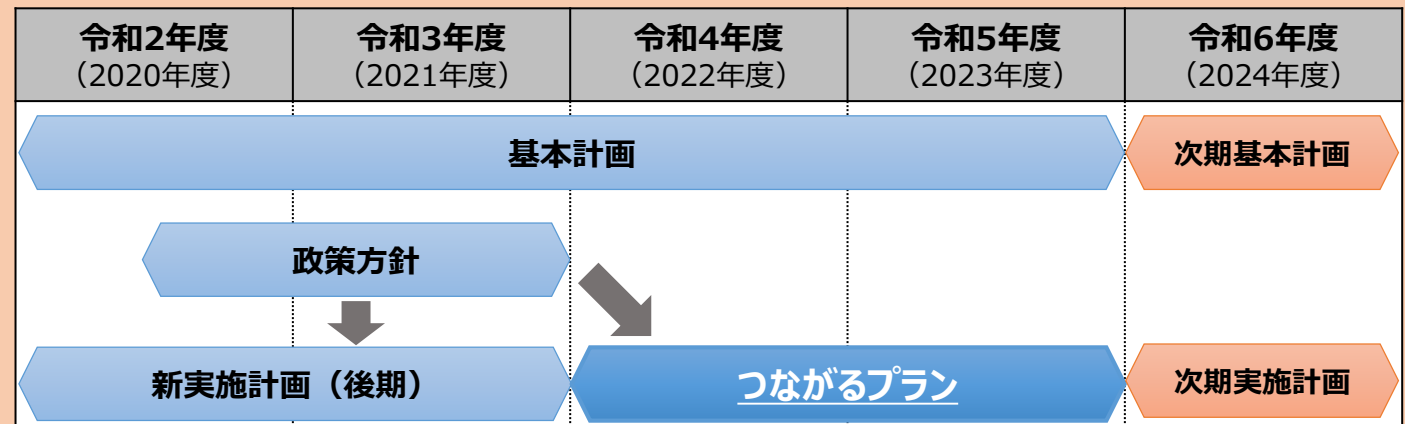 令和2年度
（2020年度）
令和3年度
（2021年度）
令和4年度
（2022年度）
令和5年度
（2023年度）
令和6年度
（2024年度）
基本計画
次期基本計画
政策方針
新実施計画（後期）
つながるプラン
次期実施計画